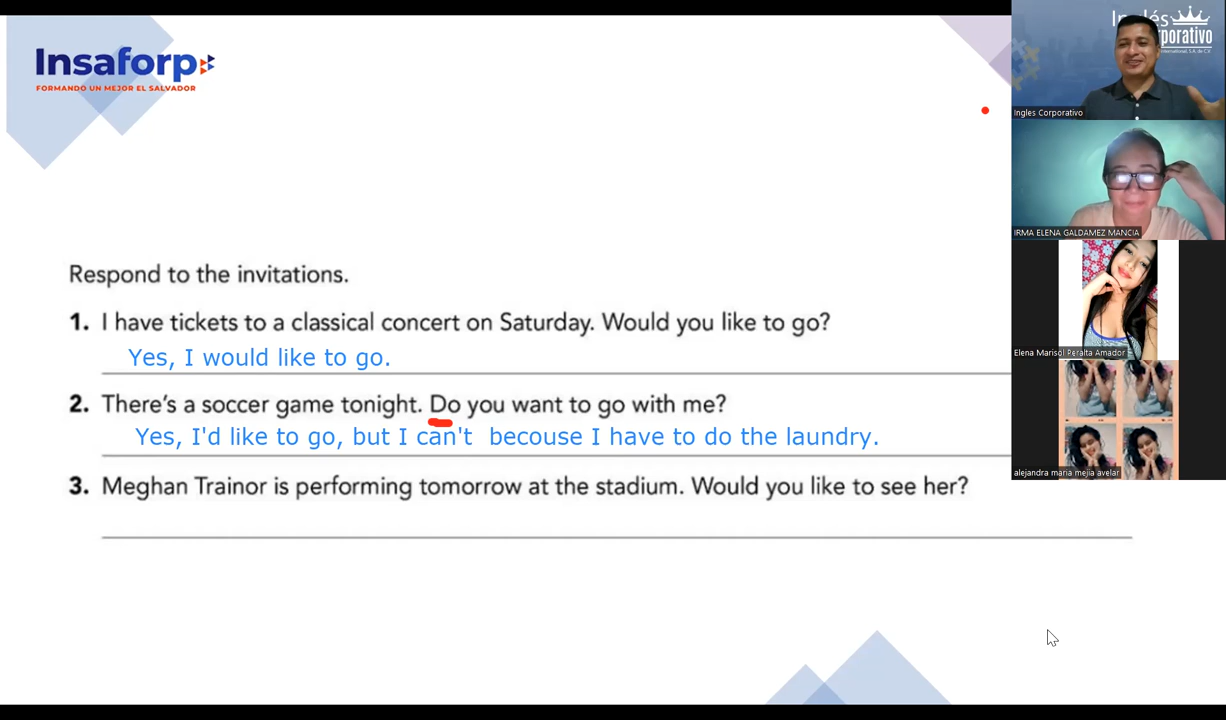 Insaforp
FORMANDO UN MEJOR EL SALVADOR
Respond to the invitations.
1. I have tickets to a classical concert on Saturday. Would you like to go?
Yes, I would like to go.
2. There's a soccer game tonight. Do you want to go with me?
Yes, I'd like to go, but I can't becouse I have to do the laundry.
3. Meghan Trainor is performing tomorrow at the stadium. Would you like to see her?
Ingles Corporativo
IRMA ELENA GALDAMEZ MANCIA
Elena Marisol Peralta Amador
alejandra maria mejia avelar